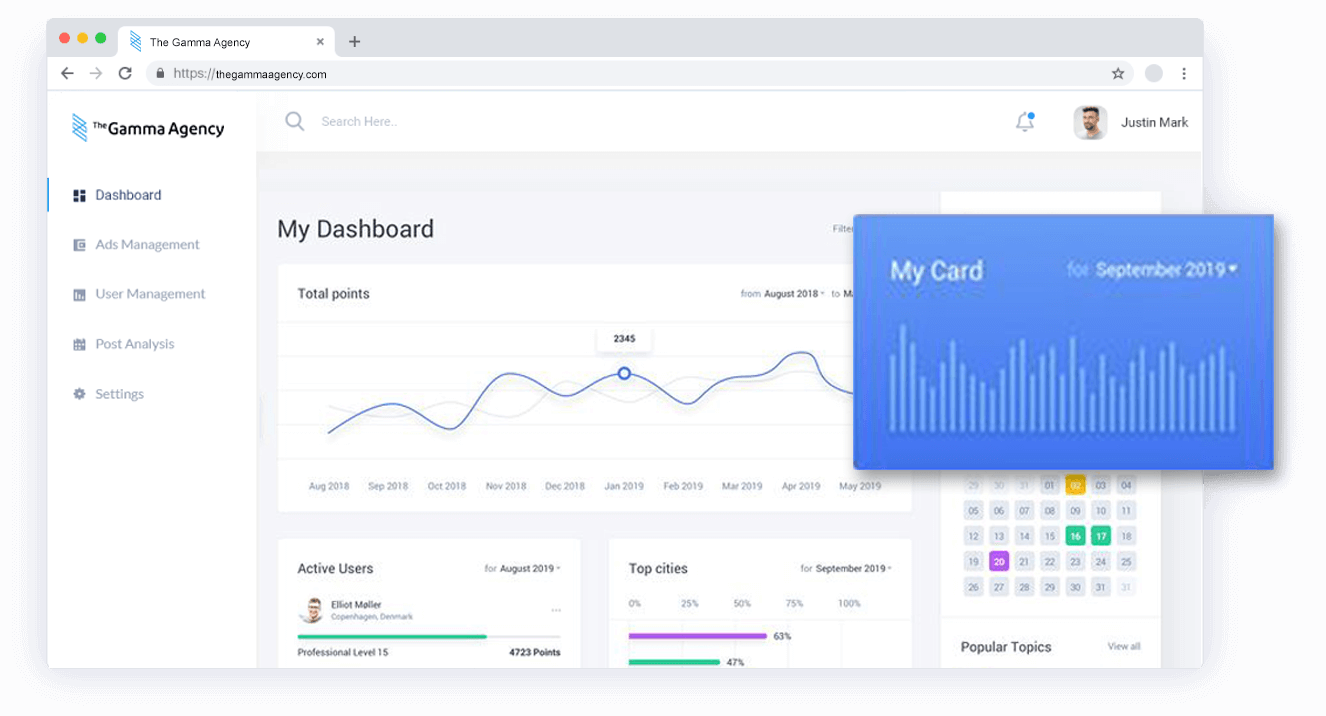 The Gamma Agency
https://thegammaagency.com
The Gamma Agency
Search Here..
Justin Mark
Dashboard
Ads Management
User Management
Post Analysis
Settings
My Dashboard
Filter
My Card
for September 2019
Total points
from August 2018 to
2345
Aug 2018 Sep 2018 Oct 2018 Nov 2018 Dec 2018 Jan 2019 Feb 2019 Mar 2019 Apr 2019 May 2019
29 30 31 01 02 03 04
05 06 07 08 09 10 11
12 13 14 15 16 17 18
19 20 21 22 23 24 25
26 27 28 29 30 31 31
Active Users
for August 2019
Elliot Møller
Copenhagen, Denmark
Professional Level 15
4723 Points
Top cities
for September 2019
0% 25% 50% 75% 100%
63%
47%
Popular Topics
View all